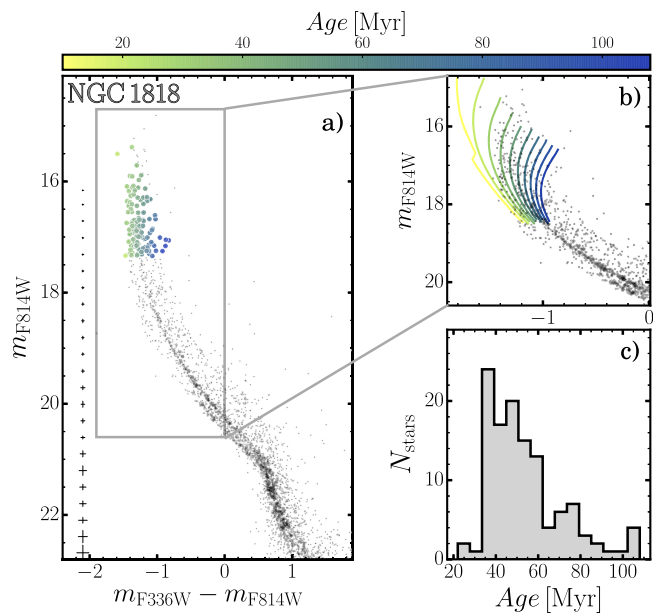 Age [Myr]
20 40 60 80 100
NGC 1818
a)
b)
16
18
20
22
m_F814W
−2 −1 0 1
m_F336W − m_F814W
16
18
20
m_F814W
−1 0
c)
20
10
0
N_stars
20 40 60 80 100
Age [Myr]